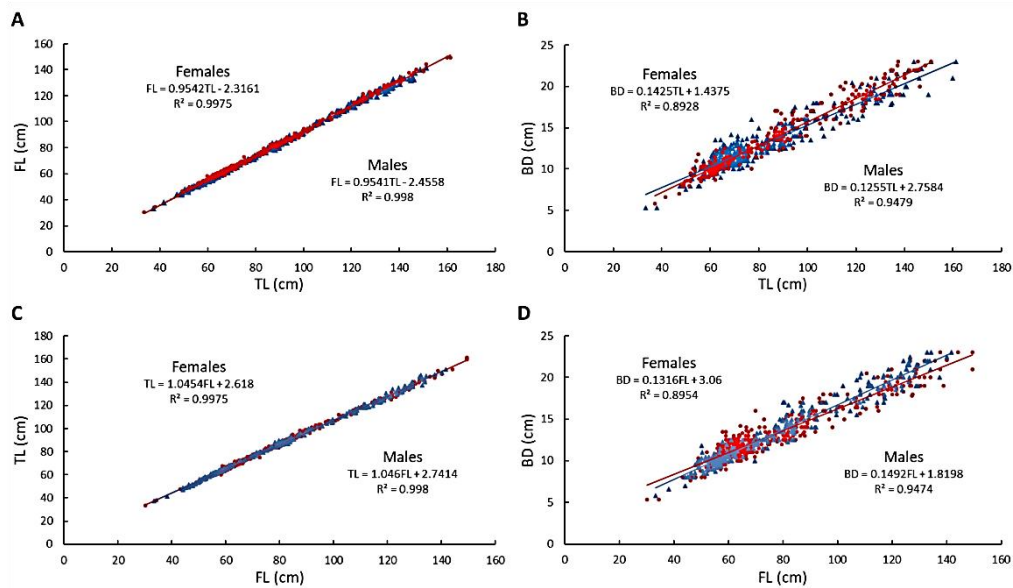 A
FL (cm)
160
140
120
100
80
60
40
20
0
Females
FL = 0.9542TL - 2.3161
R² = 0.9975
Males
FL = 0.9541TL - 2.4558
R² = 0.998
0 20 40 60 80 100 120 140 160 180
TL (cm)
B
BD (cm)
25
20
15
10
5
0
Females
BD = 0.1425TL + 1.4375
R² = 0.8928
Males
BD = 0.1255TL + 2.7584
R² = 0.9479
0 20 40 60 80 100 120 140 160 180
TL (cm)
C
TL (cm)
180
160
140
120
100
80
60
40
20
0
Females
TL = 1.0454FL + 2.618
R² = 0.9975
Males
TL = 1.046FL + 2.7414
R² = 0.998
0 20 40 60 80 100 120 140 160
FL (cm)
D
BD (cm)
25
20
15
10
5
0
Females
BD = 0.1316FL + 3.06
R² = 0.8954
Males
BD = 0.1492FL + 1.8198
R² = 0.9474
0 20 40 60 80 100 120 140 160
FL (cm)